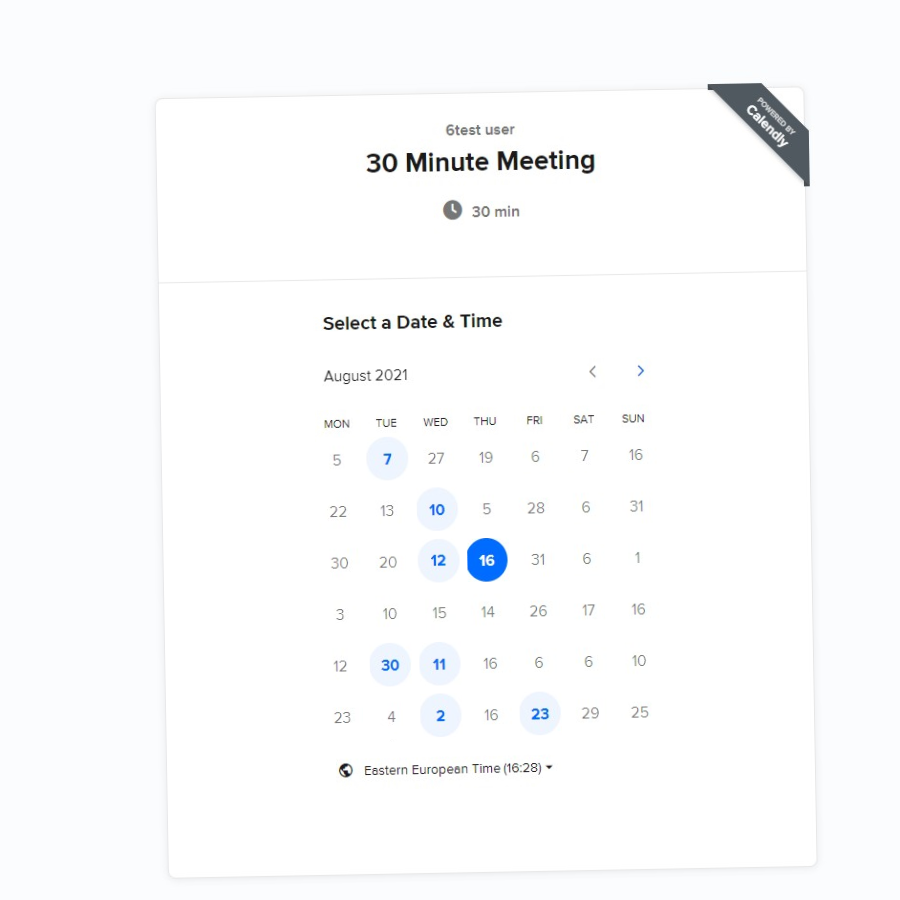 POWERED BY
Calendly
6test user
30 Minute Meeting
30 min
Select a Date & Time
August 2021
MON TUE WED THU FRI SAT SUN
5 7 27 19 6 7 16
22 13 10 5 28 6 31
30 20 12 16 31 6 1
3 10 15 14 26 17 16
12 30 11 16 6 6 10
23 4 2 16 23 29 25
Eastern European Time (16:28)